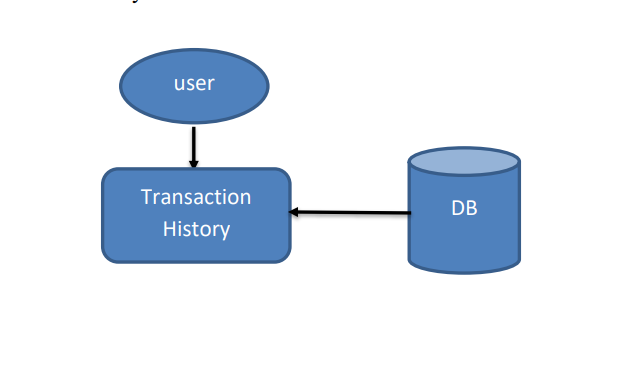 user
Transaction
History
DB